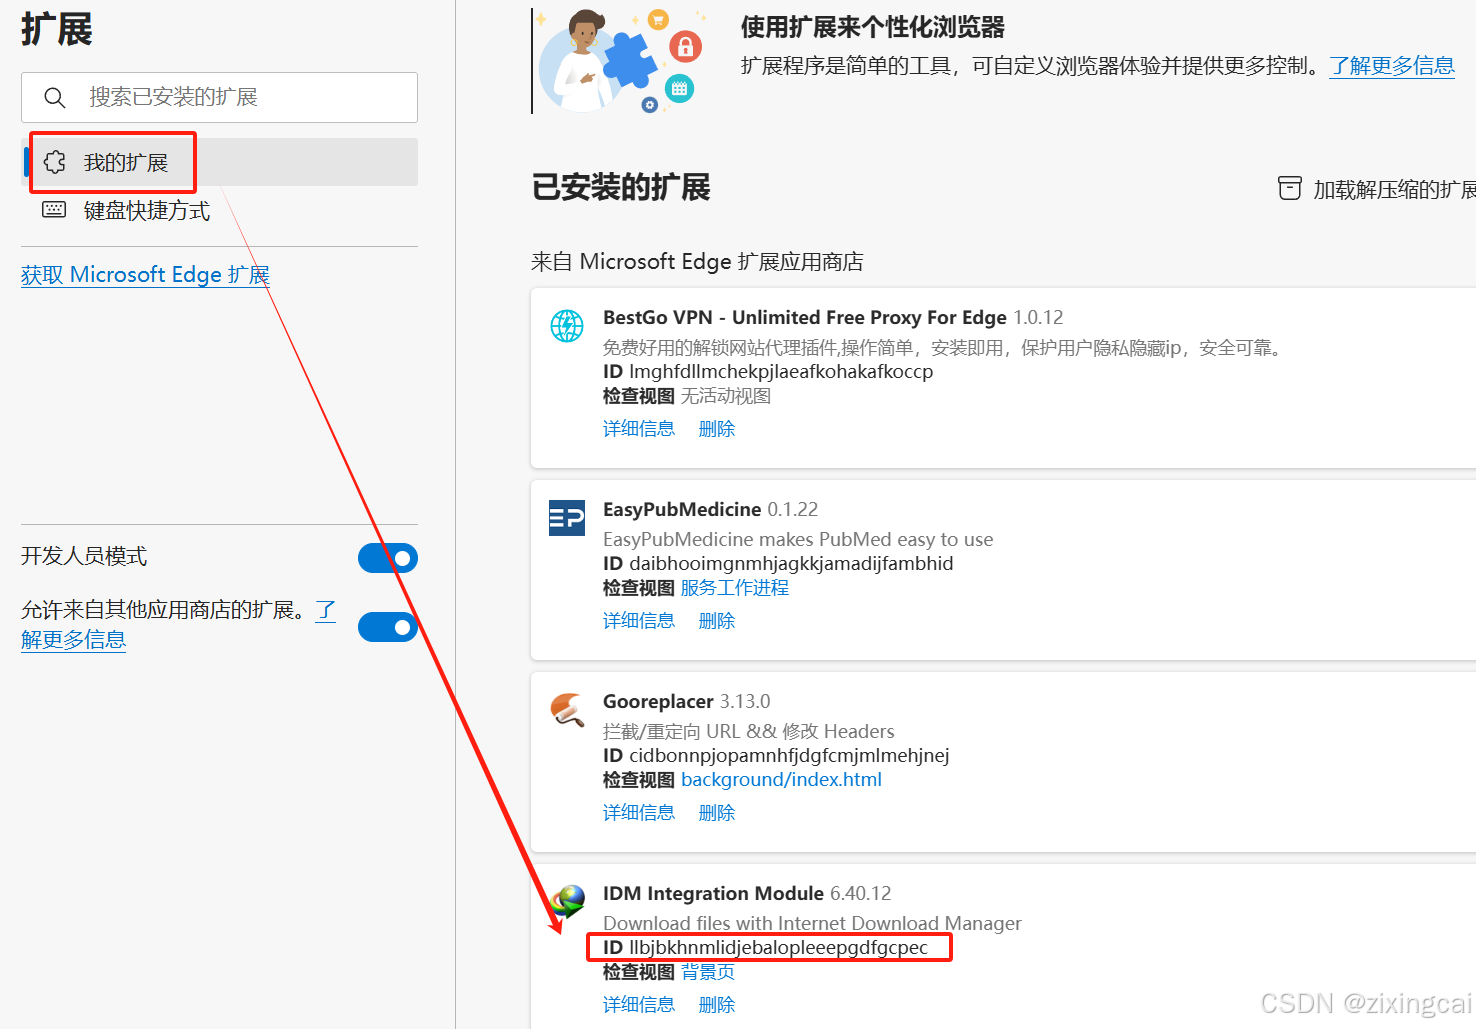 扩展
搜索已安装的扩展
我的扩展
键盘快捷方式
获取 Microsoft Edge 扩展
开发人员模式
允许来自其他应用商店的扩展。了
解更多信息
使用扩展来个性化浏览器
扩展程序是简单的工具，可自定义浏览器体验并提供更多控制。了解更多信息
已安装的扩展
加载解压缩的扩展
来自 Microsoft Edge 扩展应用商店
BestGo VPN - Unlimited Free Proxy For Edge 1.0.12
免费好用的解锁网站代理插件,操作简单，安装即用，保护用户隐私隐藏ip，安全可靠。
ID lmghfdllmchekpjlaeafkohakafkoccp
检查视图 无活动视图
详细信息 删除
EP
EasyPubMedicine 0.1.22
EasyPubMedicine makes PubMed easy to use
ID daibhooimgnmhjagkkjamadijfambhid
检查视图 服务工作进程
详细信息 删除
Gooreplacer 3.13.0
拦截/重定向 URL && 修改 Headers
ID cidbonnpjopamnhfjdgfcmjmlmehjnej
检查视图 background/index.html
详细信息 删除
IDM Integration Module 6.40.12
Download files with Internet Download Manager
ID llbjbkhnmlidjebalopleeepgdfgcpec
检查视图 背景页
详细信息 删除
CSDN @zixingcai